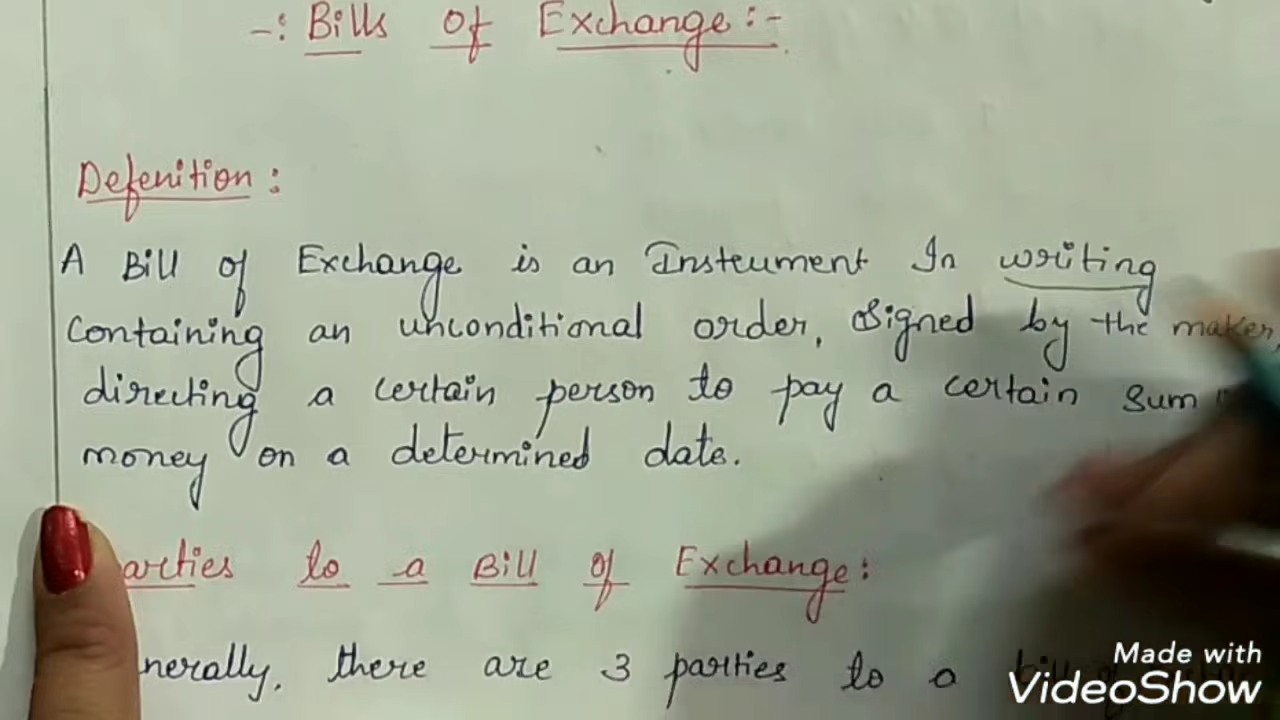 -: Bills Of Exchange :-
Defenition :
A Bill of Exchange is an Instrument In writing
Containing an unconditional order, Signed by the maker,
directing a certain person to pay a certain sum
money on a determined date.
arties to a Bill of Exchange:
nerally, there are 3 parties to a
Made with
VideoShow